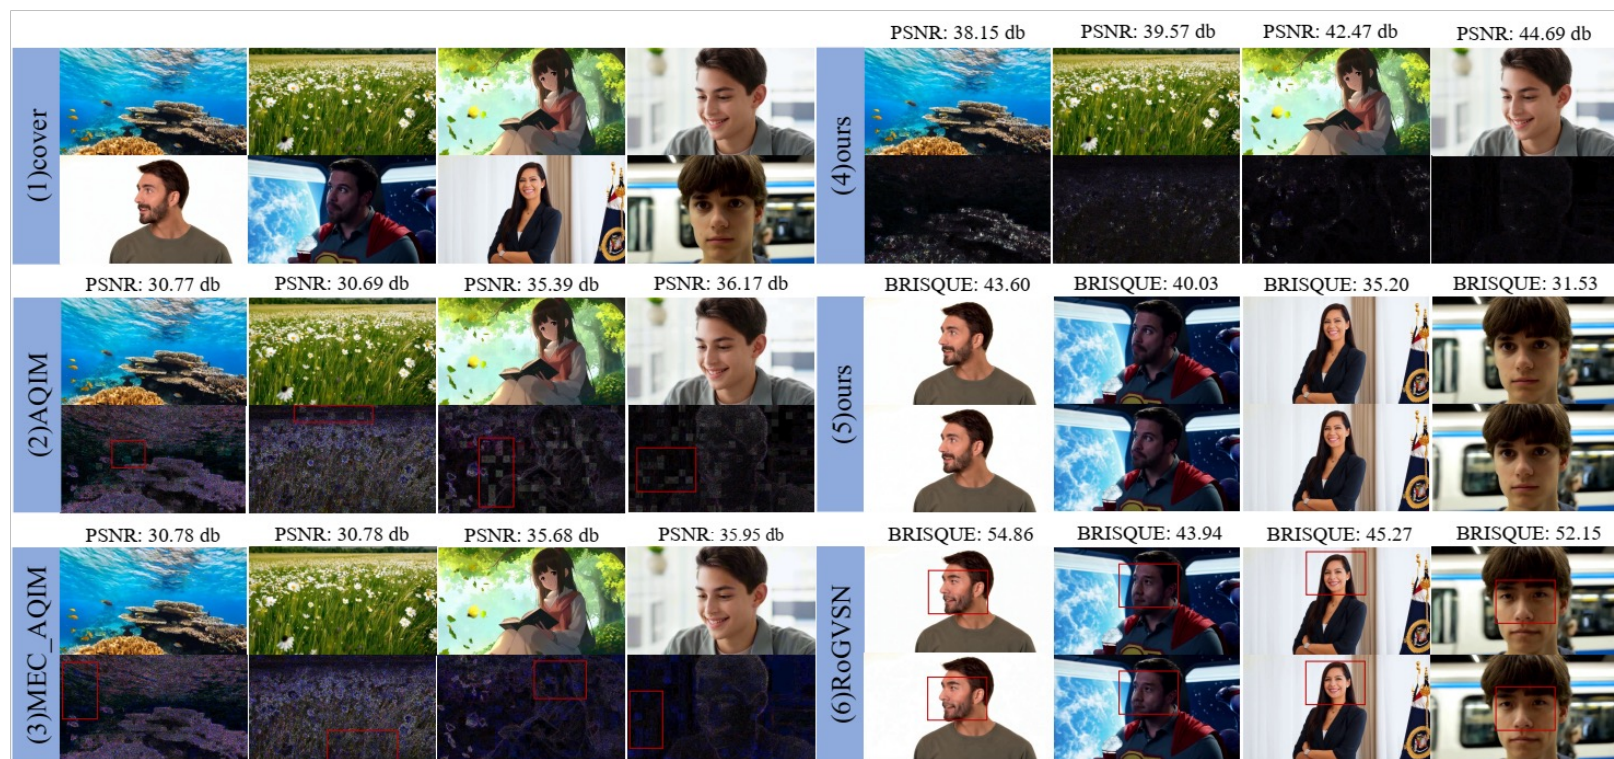 PSNR: 38.15 db PSNR: 39.57 db PSNR: 42.47 db PSNR: 44.69 db
(1)cover
(4)ours
PSNR: 30.77 db PSNR: 30.69 db PSNR: 35.39 db PSNR: 36.17 db
BRISQUE: 43.60 BRISQUE: 40.03 BRISQUE: 35.20 BRISQUE: 31.53
(2)AQIM
(5)ours
PSNR: 30.78 db PSNR: 30.78 db PSNR: 35.68 db PSNR: 35.95 db
BRISQUE: 54.86 BRISQUE: 43.94 BRISQUE: 45.27 BRISQUE: 52.15
(3)MEC_AQIM
(6)RoGVSN